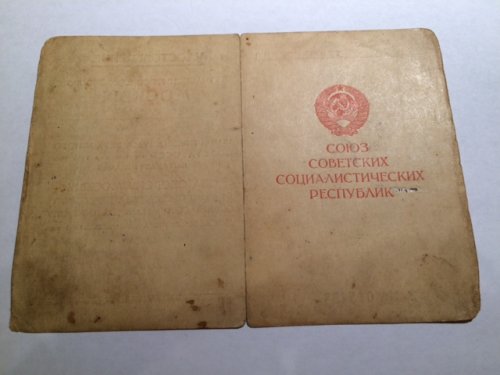 СОЮЗ
СОВЕТСКИХ
СОЦИАЛИСТИЧЕСКИХ
РЕСПУБЛИК